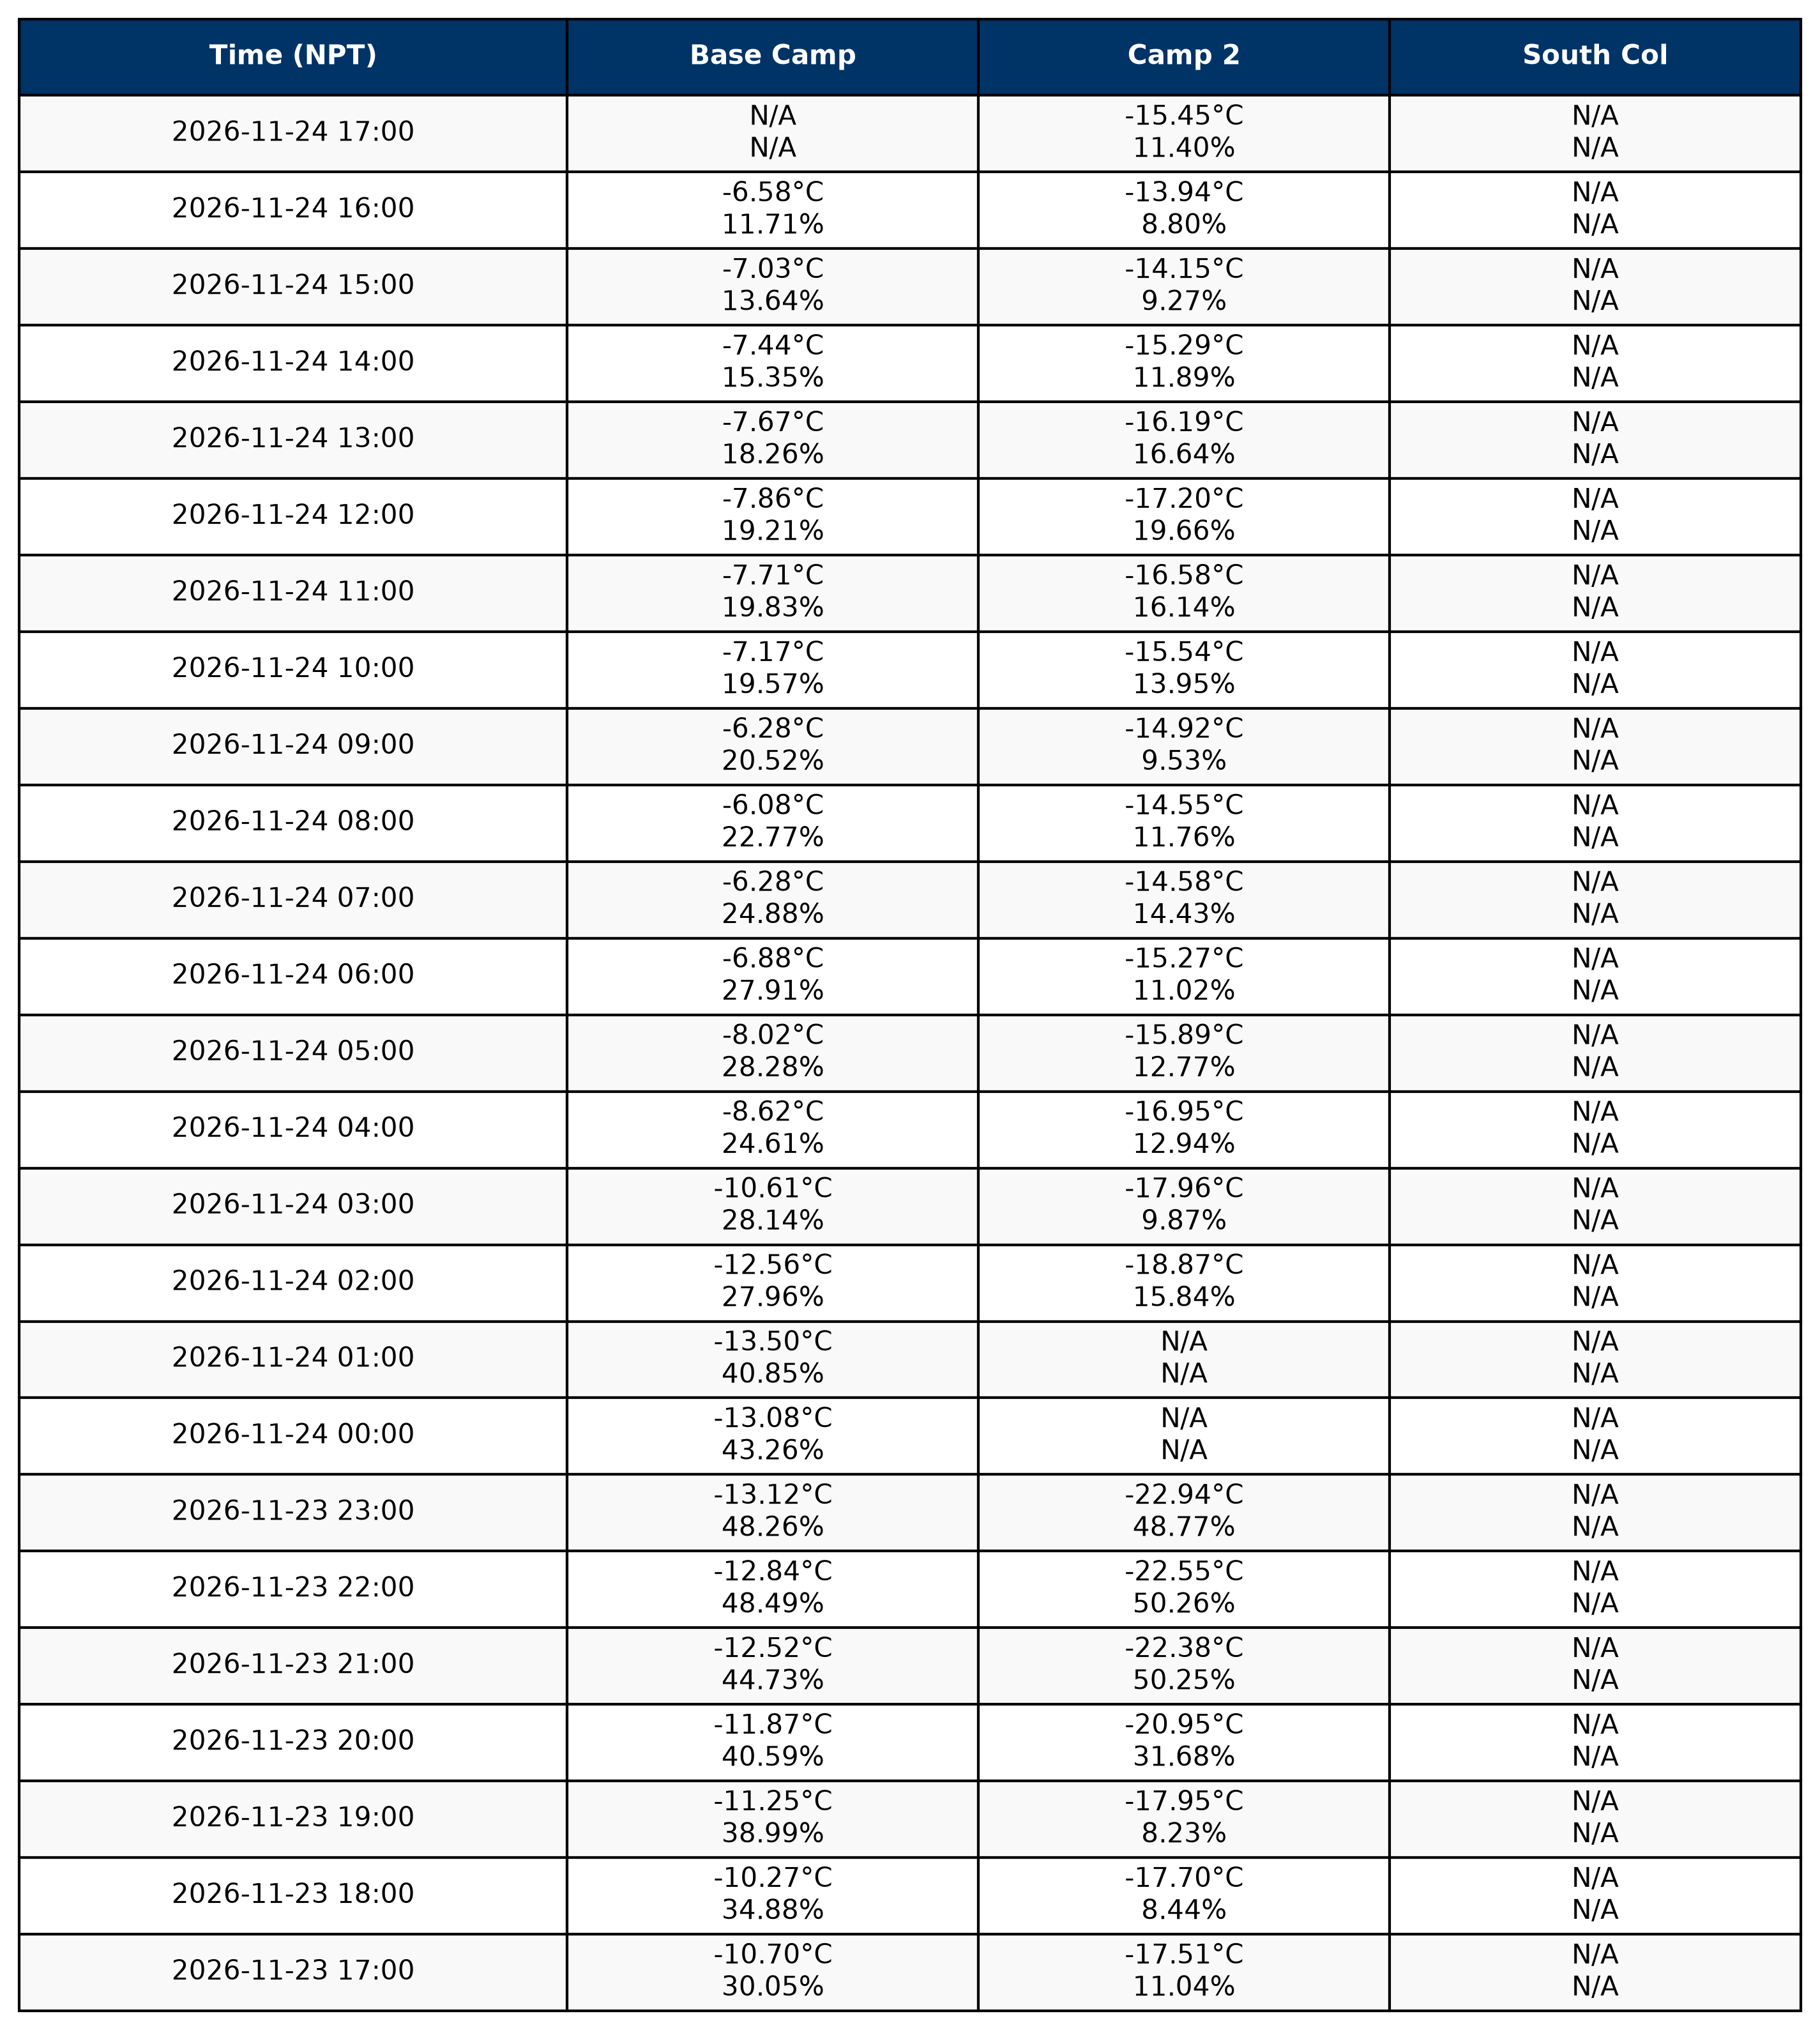 Time (NPT) Base Camp Camp 2 South Col
2026-11-24 17:00 N/A -15.45°C N/A
N/A 11.40% N/A
2026-11-24 16:00 -6.58°C -13.94°C N/A
11.71% 8.80% N/A
2026-11-24 15:00 -7.03°C -14.15°C N/A
13.64% 9.27% N/A
2026-11-24 14:00 -7.44°C -15.29°C N/A
15.35% 11.89% N/A
2026-11-24 13:00 -7.67°C -16.19°C N/A
18.26% 16.64% N/A
2026-11-24 12:00 -7.86°C -17.20°C N/A
19.21% 19.66% N/A
2026-11-24 11:00 -7.71°C -16.58°C N/A
19.83% 16.14% N/A
2026-11-24 10:00 -7.17°C -15.54°C N/A
19.57% 13.95% N/A
2026-11-24 09:00 -6.28°C -14.92°C N/A
20.52% 9.53% N/A
2026-11-24 08:00 -6.08°C -14.55°C N/A
22.77% 11.76% N/A
2026-11-24 07:00 -6.28°C -14.58°C N/A
24.88% 14.43% N/A
2026-11-24 06:00 -6.88°C -15.27°C N/A
27.91% 11.02% N/A
2026-11-24 05:00 -8.02°C -15.89°C N/A
28.28% 12.77% N/A
2026-11-24 04:00 -8.62°C -16.95°C N/A
24.61% 12.94% N/A
2026-11-24 03:00 -10.61°C -17.96°C N/A
28.14% 9.87% N/A
2026-11-24 02:00 -12.56°C -18.87°C N/A
27.96% 15.84% N/A
2026-11-24 01:00 -13.50°C N/A N/A
40.85% N/A N/A
2026-11-24 00:00 -13.08°C N/A N/A
43.26% N/A N/A
2026-11-23 23:00 -13.12°C -22.94°C N/A
48.26% 48.77% N/A
2026-11-23 22:00 -12.84°C -22.55°C N/A
48.49% 50.26% N/A
2026-11-23 21:00 -12.52°C -22.38°C N/A
44.73% 50.25% N/A
2026-11-23 20:00 -11.87°C -20.95°C N/A
40.59% 31.68% N/A
2026-11-23 19:00 -11.25°C -17.95°C N/A
38.99% 8.23% N/A
2026-11-23 18:00 -10.27°C -17.70°C N/A
34.88% 8.44% N/A
2026-11-23 17:00 -10.70°C -17.51°C N/A
30.05% 11.04% N/A